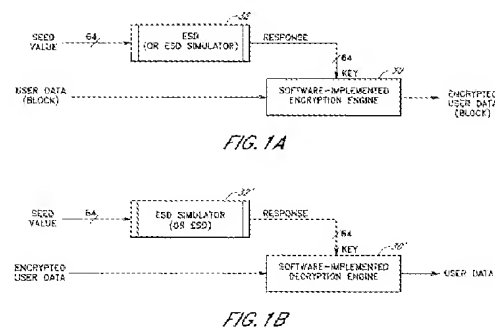 SEED VALUE
64
32
ESD
(OR ESD SIMULATOR)
RESPONSE
64
KEY
30
USER DATA
(BLOCK)
SOFTWARE-IMPLEMENTED
ENCRYPTION ENGINE
ENCRYPTED
USER DATA
(BLOCK)
FIG. 1A
SEED
VALUE
64
32'
ESD SIMULATOR
(OR ESD)
RESPONSE
64
KEY
30'
ENCRYPTED
USER DATA
SOFTWARE-IMPLEMENTED
DECRYPTION ENGINE
USER DATA
FIG. 1B